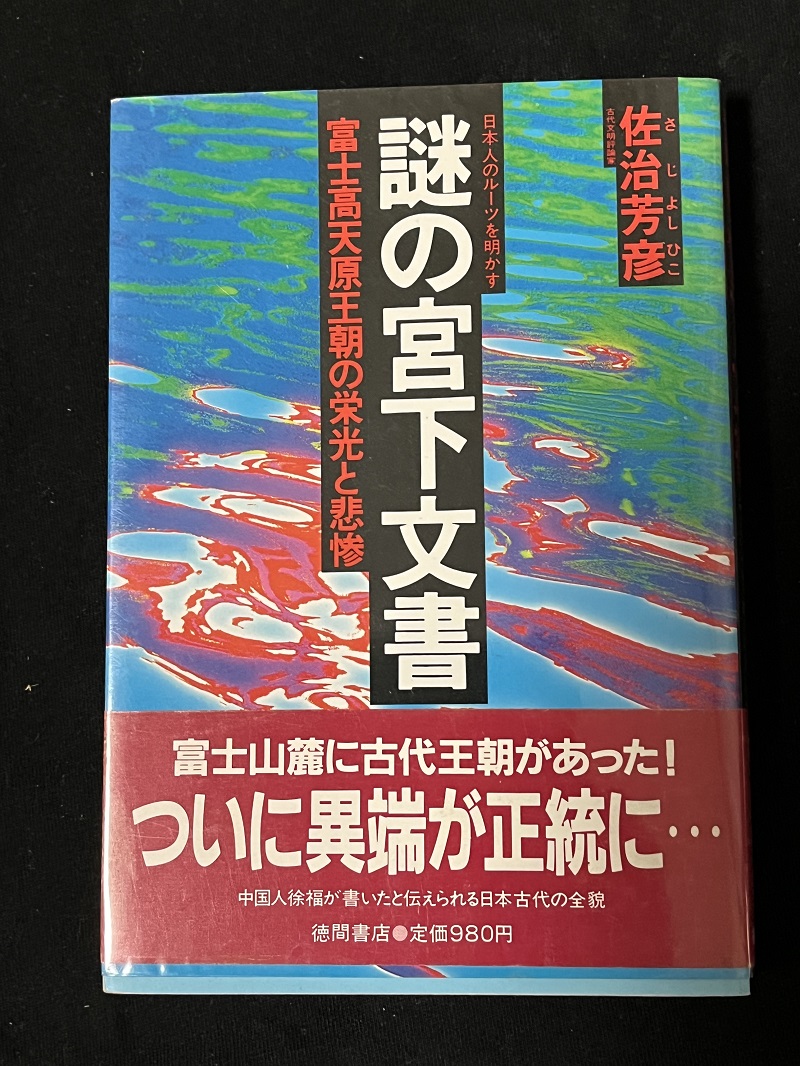 佐治芳彦
さじよしひこ
古代文明評論家
日本人のルーツを明かす
謎の宮下文書
富士高天原王朝の栄光と悲惨
富士山麓に古代王朝があった!
ついに異端が正統に…
中国人徐福が書いたと伝えられる日本古代の全貌
徳間書店●定価980円